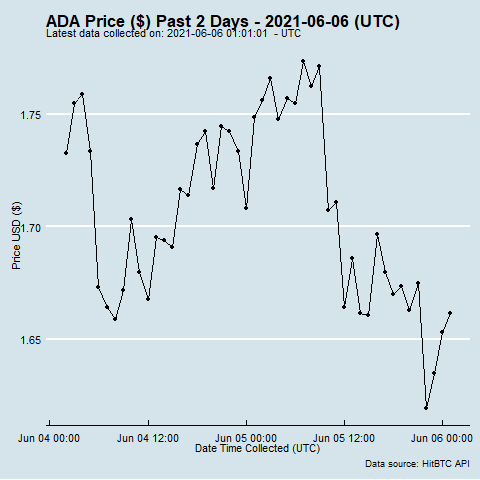 ADA Price ($) Past 2 Days - 2021-06-06 (UTC)
Latest data collected on: 2021-06-06 01:01:01 - UTC
1.75
1.70
1.65
Price USD ($)
Jun 04 00:00 Jun 04 12:00 Jun 05 00:00 Jun 05 12:00 Jun 06 00:00
Date Time Collected (UTC)
Data source: HitBTC API